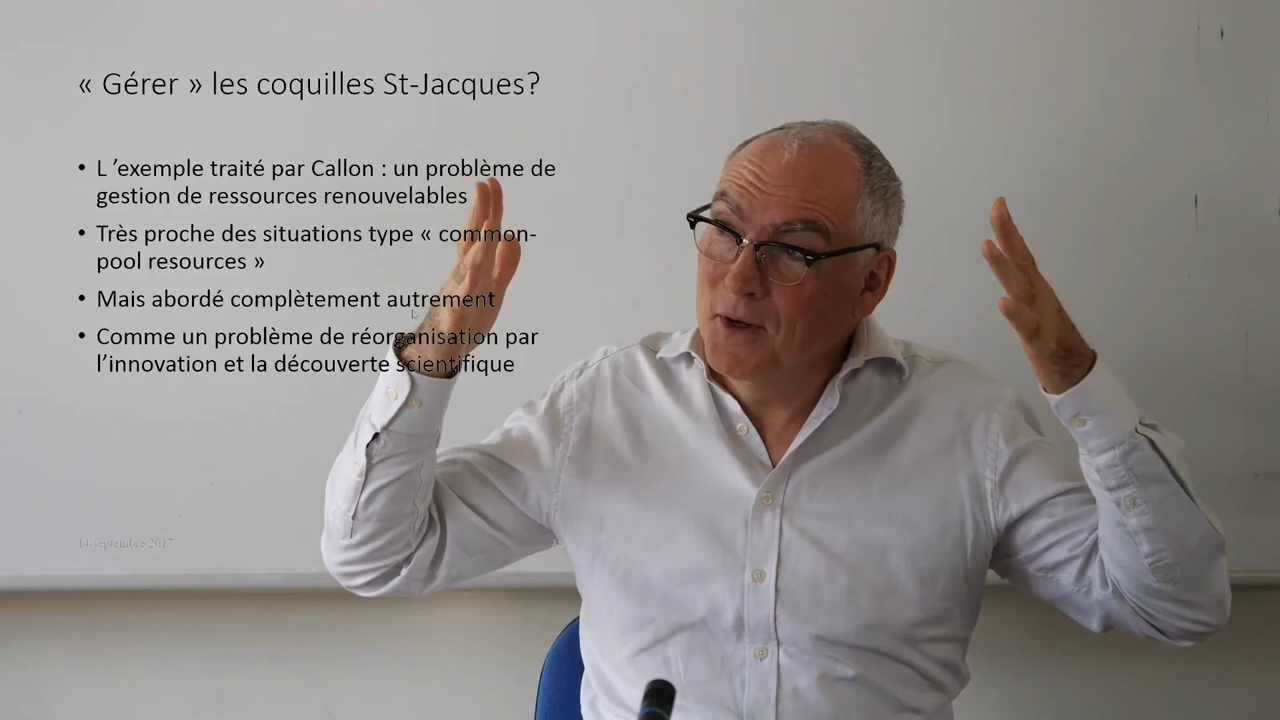 « Gérer » les coquilles St-Jacques?
• L ’exemple traité par Callon : un problème de
gestion de ressources renouvelables
• Très proche des situations type « common-
pool resources »
• Mais abordé complètement autrement
• Comme un problème de réorganisation par
l’innovation et la découverte scientifique
14 septembre 2017